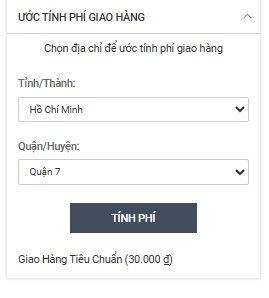 ƯỚC TÍNH PHÍ GIAO HÀNG
Chọn địa chỉ để ước tính phí giao hàng
Tỉnh/Thành:
Hồ Chí Minh
Quận/Huyện:
Quận 7
TÍNH PHÍ
Giao Hàng Tiêu Chuẩn (30.000 ₫)